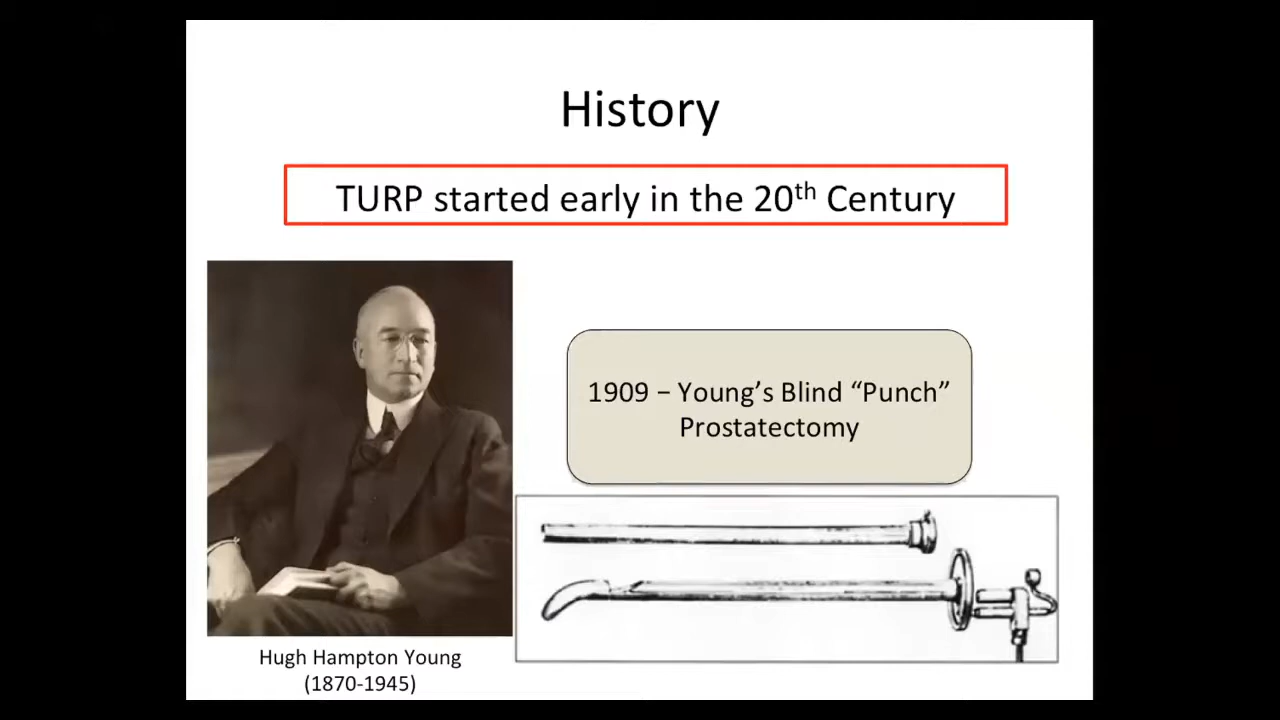 History
TURP started early in the 20th Century
1909 – Young’s Blind “Punch”
Prostatectomy
Hugh Hampton Young
(1870-1945)